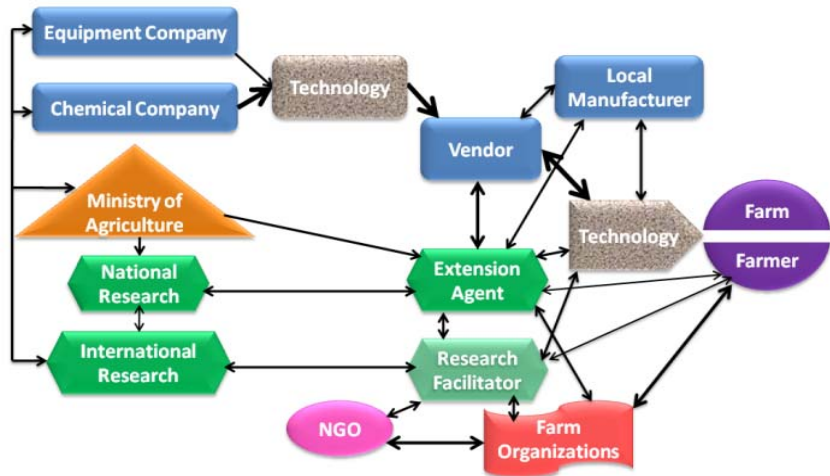 Equipment Company
Chemical Company
Technology
Local
Manufacturer
Vendor
Ministry of
Agriculture
Technology
Farm
Farmer
National
Research
Extension
Agent
International
Research
Research
Facilitator
NGO
Farm
Organizations